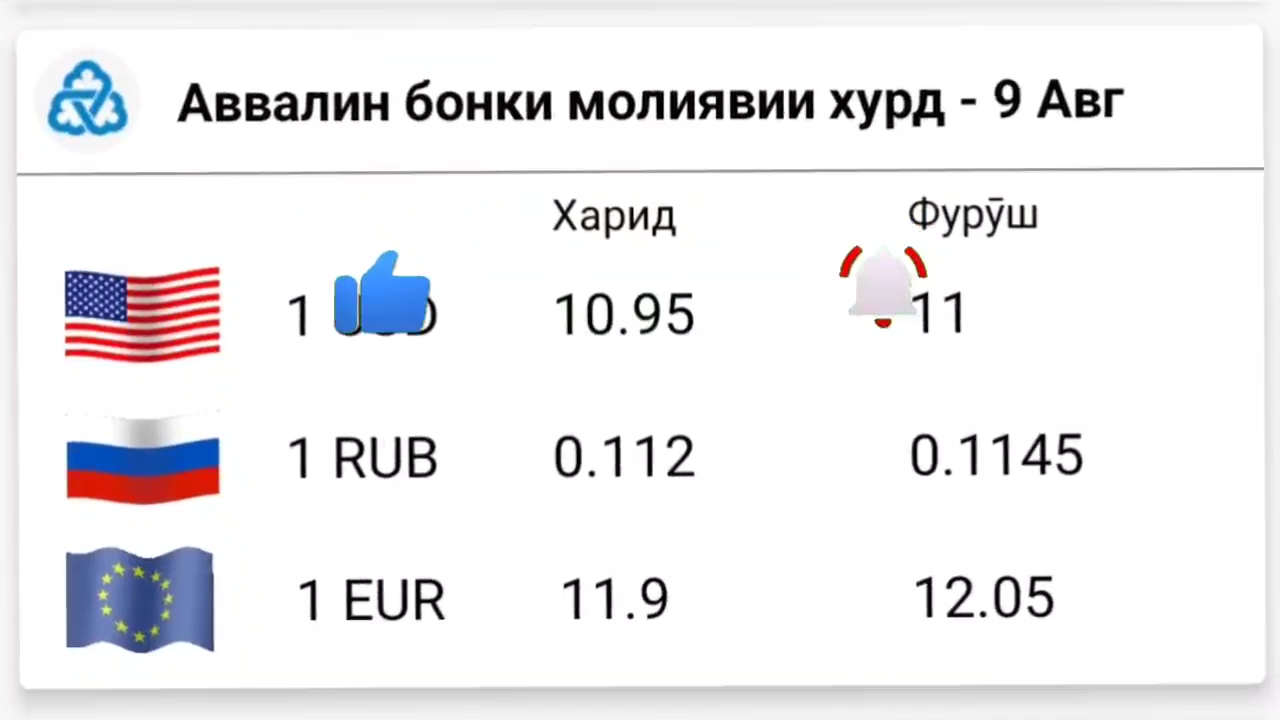 Аввалин бонки молиявии хурд - 9 Авг
Харид Фурӯш
1 10.95 11
1 RUB 0.112 0.1145
1 EUR 11.9 12.05